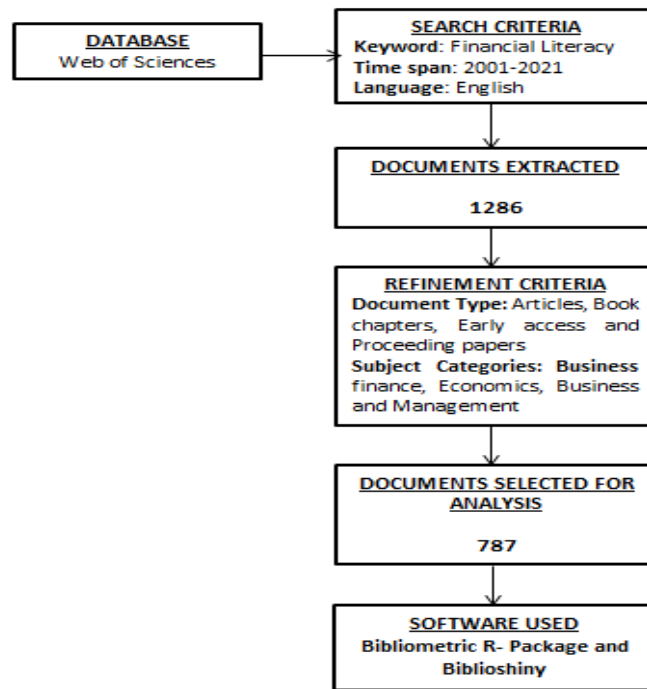 DATABASE
Web of Sciences
SEARCH CRITERIA
Keyword: Financial Literacy
Time span: 2001-2021
Language: English
DOCUMENTS EXTRACTED
1286
REFINEMENT CRITERIA
Document Type: Articles, Book
chapters, Early access and
Proceeding papers
Subject Categories: Business
finance, Economics, Business
and Management
DOCUMENTS SELECTED FOR
ANALYSIS
787
SOFTWARE USED
Bibliometric R- Package and
Biblioshiny